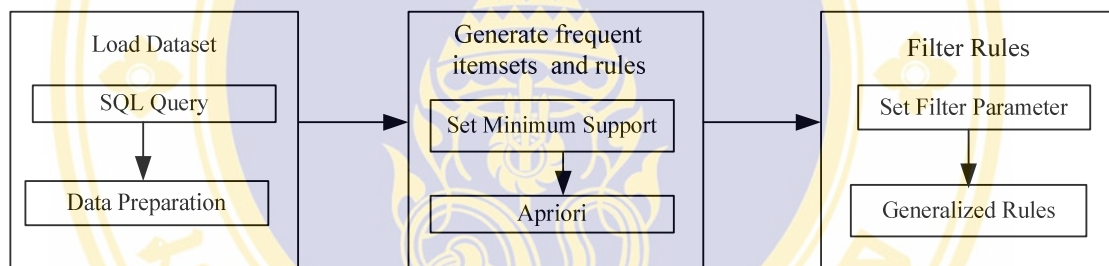 Load Dataset
SQL Query
Data Preparation
Generate frequent
itemsets and rules
Set Minimum Support
Apriori
Filter Rules
Set Filter Parameter
Generalized Rules